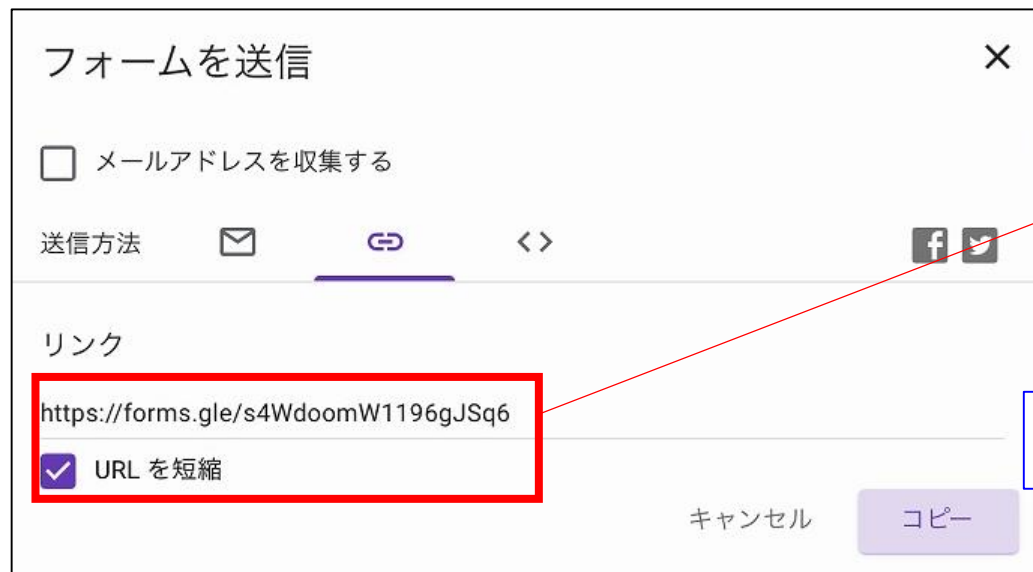 フォームを送信
メールアドレスを収集する
送信方法
リンク
https://forms.gle/s4WdoomW1196gJSq6
URL を短縮
キャンセル コピー